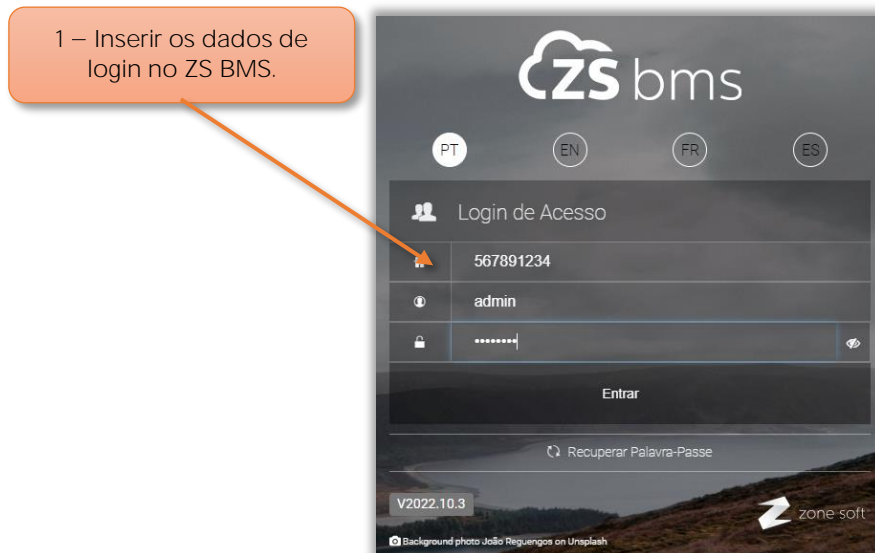 1 – Inserir os dados de
login no ZS BMS.
ZS bms
PT EN FR ES
Login de Acesso
567891234
admin
••••••••
Entrar
Recuperar Palavra-Passe
V2022.10.3
Z zone soft
Background photo João Reguengos on Unsplash